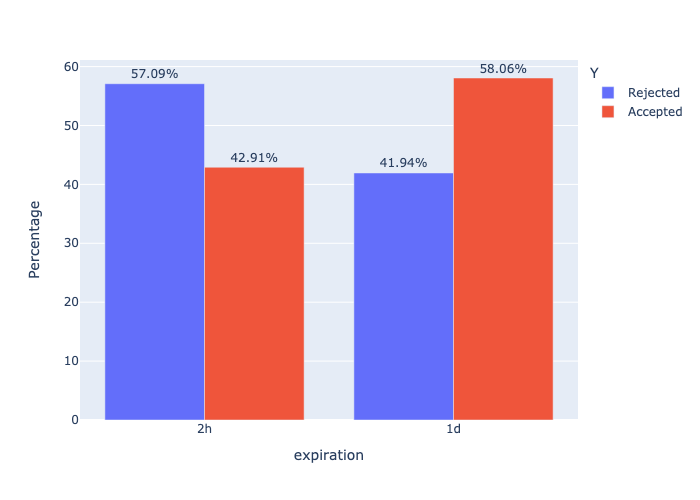 Y
Rejected
Accepted
Percentage
60
50
40
30
20
10
0
57.09%
42.91%
41.94%
58.06%
2h
1d
expiration